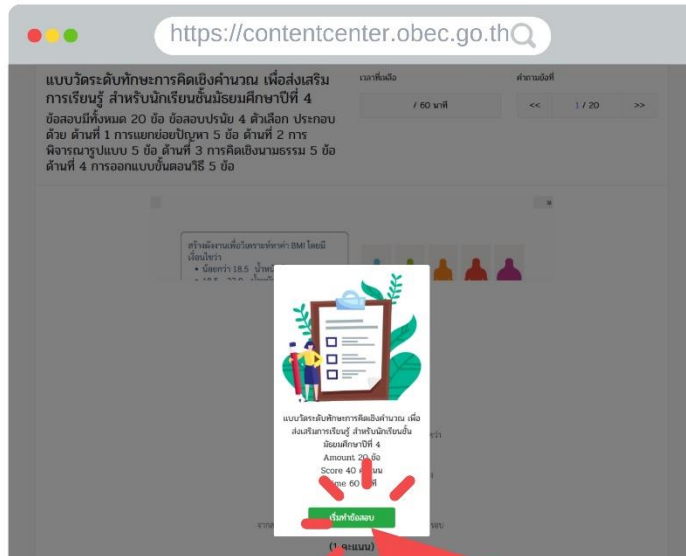 https://contentcenter.obec.go.th
แบบวัดระดับทักษะการคิดเชิงคำนวณ เพื่อส่งเสริม
การเรียนรู้ สำหรับนักเรียนชั้นมัธยมศึกษาปีที่ 4
ข้อสอบมีทั้งหมด 20 ข้อ ข้อสอบปรนัย 4 ตัวเลือก ประกอบ
ด้วย ด้านที่ 1 การแยกย่อยปัญหา 5 ข้อ ด้านที่ 2 การ
พิจารณารูปแบบ 5 ข้อ ด้านที่ 3 การคิดเชิงนามธรรม 5 ข้อ
ด้านที่ 4 การออกแบบขั้นตอนวิธี 5 ข้อ
เวลาที่เหลือ
/ 60 นาที
คำถามข้อที่
<< 1 / 20 >>
สร้างผังงานเพื่อวิเคราะห์หาค่า BMI โดยมี
เงื่อนไขว่า
• น้อยกว่า 18.5
แบบวัดระดับทักษะการคิดเชิงคำนวณ เพื่อ
ส่งเสริมการเรียนรู้ สำหรับนักเรียนชั้น
มัธยมศึกษาปีที่ 4
Amount 20 ข้อ
Score 40
60
เริ่มทำข้อสอบ
(1 คะแนน)